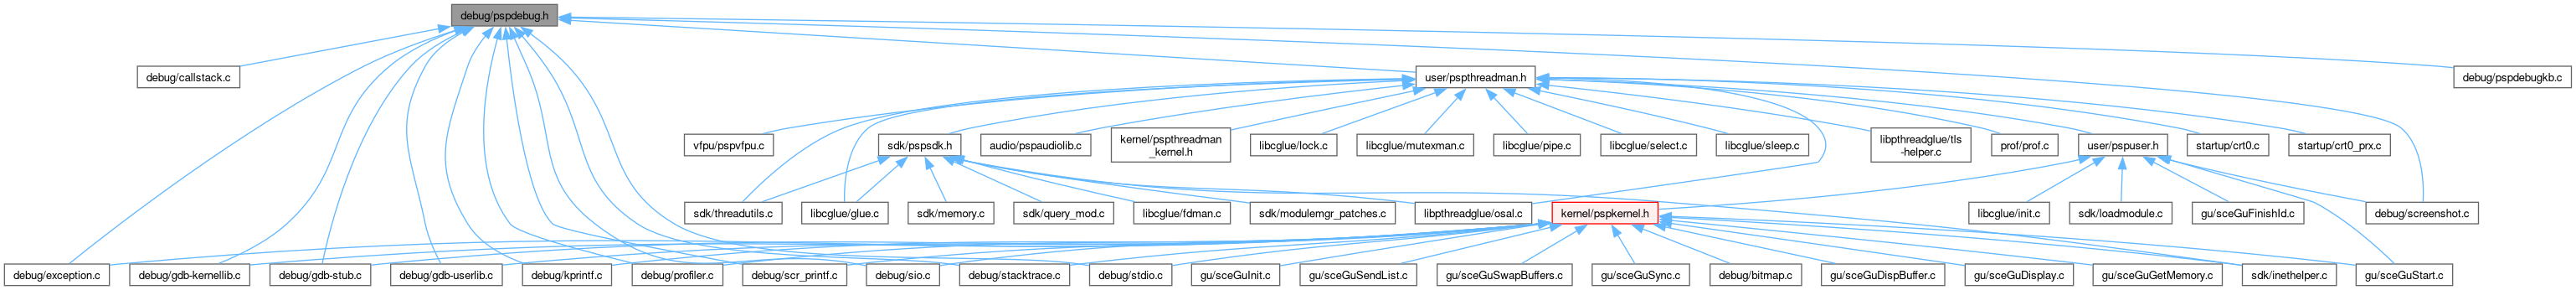 debug/pspdebug.h
debug/callstack.c
user/pspthreadman.h
debug/pspdebugkb.c
vfpu/pspvfpu.c
sdk/pspsdk.h
audio/pspaudiolib.c
kernel/pspthreadman
_kernel.h
libcglue/lock.c
libcglue/mutexman.c
libcglue/pipe.c
libcglue/select.c
libcglue/sleep.c
libpthreadglue/tls
-helper.c
prof/prof.c
user/pspuser.h
startup/crt0.c
startup/crt0_prx.c
sdk/threadutils.c
libcglue/glue.c
sdk/memory.c
sdk/query_mod.c
libcglue/fdman.c
sdk/modulemgr_patches.c
libpthreadglue/osal.c
kernel/pspkernel.h
libcglue/init.c
sdk/loadmodule.c
gu/sceGuFinishId.c
debug/screenshot.c
debug/exception.c
debug/gdb-kernellib.c
debug/gdb-stub.c
debug/gdb-userlib.c
debug/kprintf.c
debug/profiler.c
debug/scr_printf.c
debug/sio.c
debug/stacktrace.c
debug/stdio.c
gu/sceGuInit.c
gu/sceGuSendList.c
gu/sceGuSwapBuffers.c
gu/sceGuSync.c
debug/bitmap.c
gu/sceGuDispBuffer.c
gu/sceGuDisplay.c
gu/sceGuGetMemory.c
sdk/inethelper.c
gu/sceGuStart.c